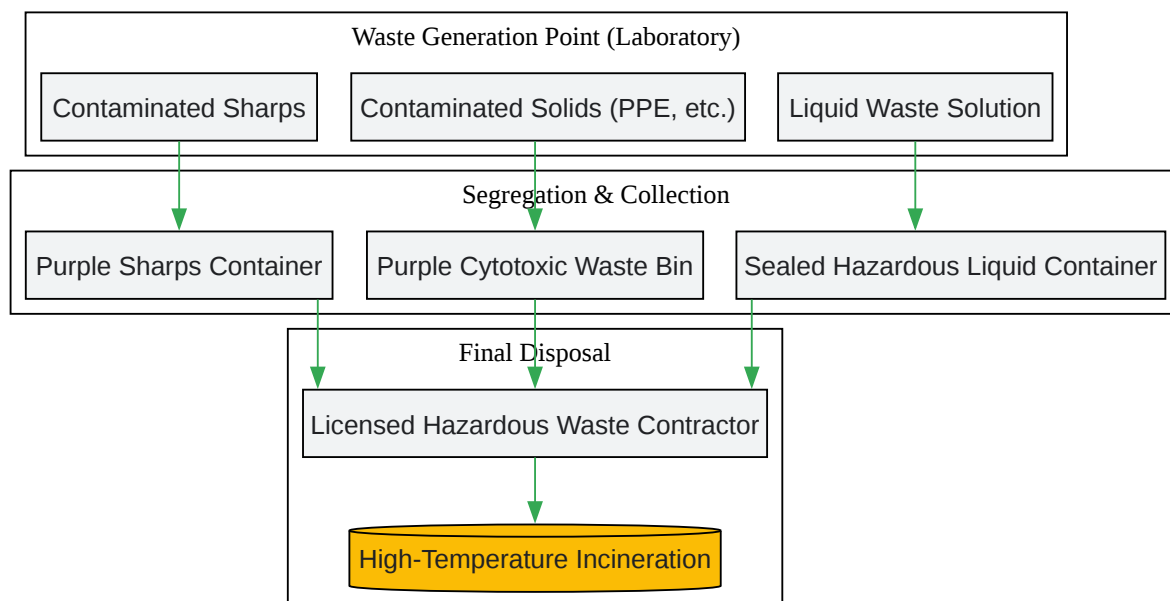 Waste Generation Point (Laboratory)
Contaminated Sharps
Contaminated Solids (PPE, etc.)
Liquid Waste Solution
Segregation & Collection
Purple Sharps Container
Purple Cytotoxic Waste Bin
Sealed Hazardous Liquid Container
Final Disposal
Licensed Hazardous Waste Contractor
High-Temperature Incineration